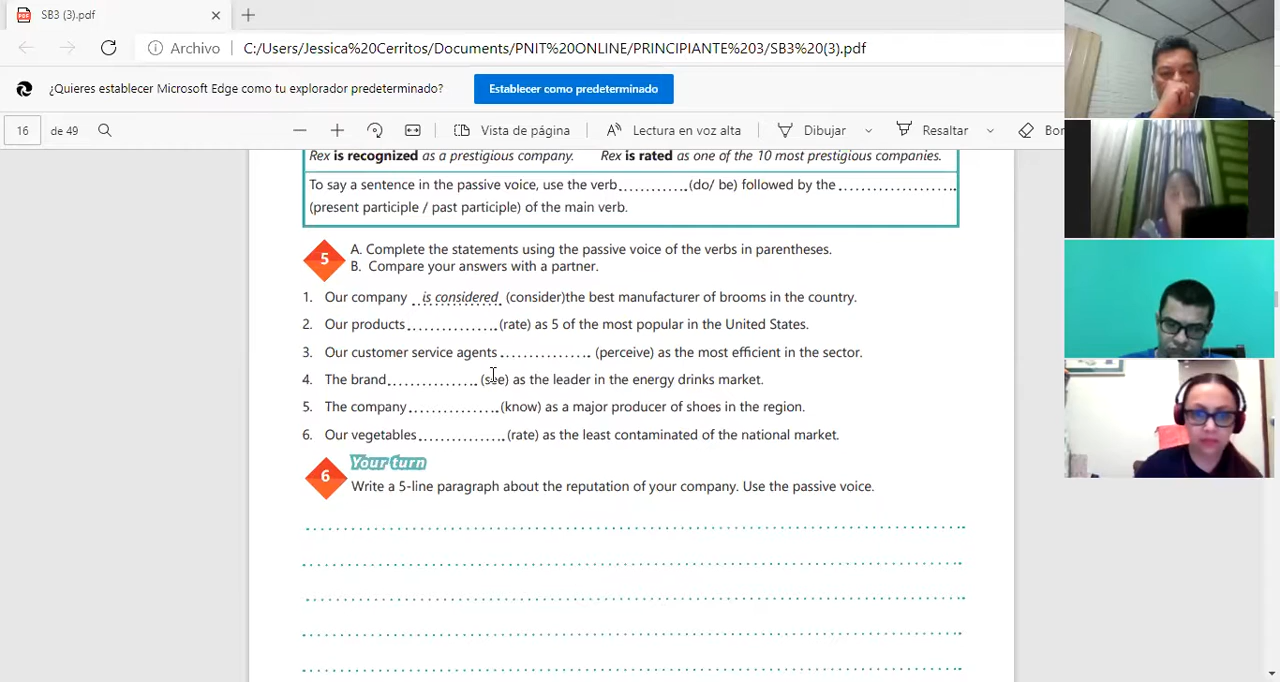 SB3 (3).pdf
Archivo C:/Users/Jessica%20Cerritos/Documents/PNIT%20ONLINE/PRINCIPIANTE%203/SB3%20(3).pdf
¿Quieres establecer Microsoft Edge como tu explorador predeterminado? Establecer como predeterminado
16 de 49 Vista de página Lectura en voz alta Dibujar Resaltar Bor
Rex is recognized as a prestigious company. Rex is rated as one of the 10 most prestigious companies.
To say a sentence in the passive voice, use the verb............(do/ be) followed by the .....................
(present participle / past participle) of the main verb.
5 A. Complete the statements using the passive voice of the verbs in parentheses.
B. Compare your answers with a partner.
1. Our company ..is considered.. (consider)the best manufacturer of brooms in the country.
2. Our products...............(rate) as 5 of the most popular in the United States.
3. Our customer service agents ............... (perceive) as the most efficient in the sector.
4. The brand............... (see) as the leader in the energy drinks market.
5. The company...............(know) as a major producer of shoes in the region.
6. Our vegetables...............(rate) as the least contaminated of the national market.
6 Your turn
Write a 5-line paragraph about the reputation of your company. Use the passive voice.